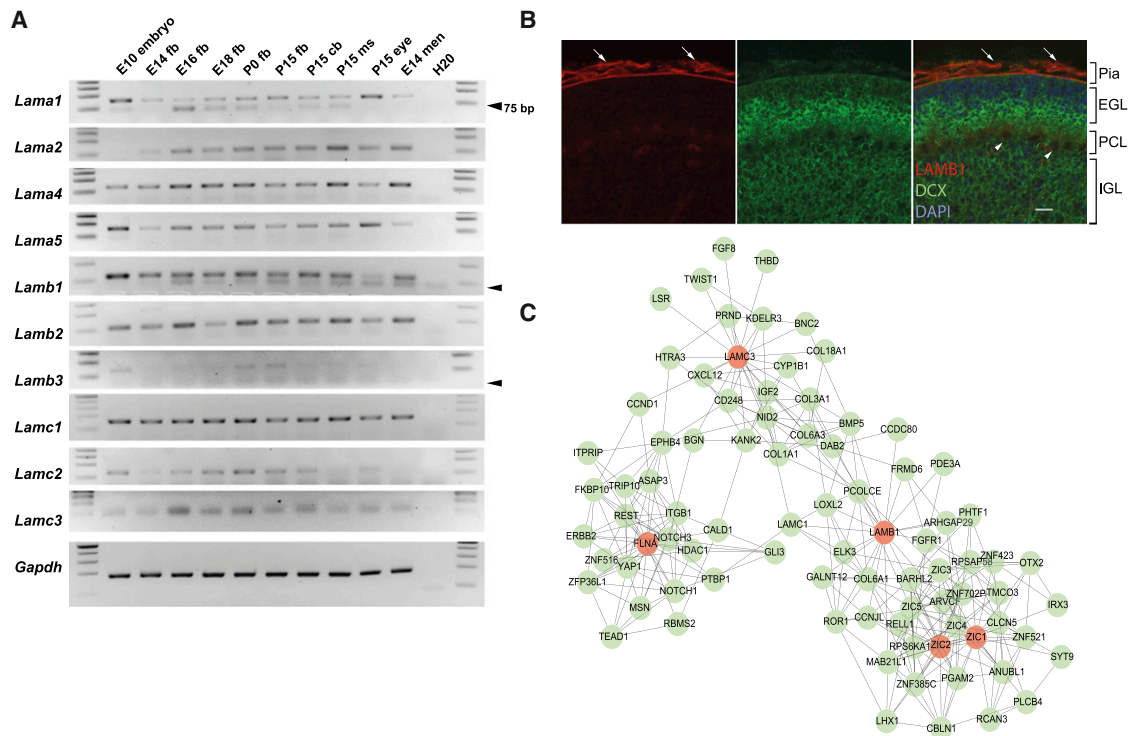 A
E10 embryo
E14 fb
E16 fb
E18 fb
P0 fb
P15 fb
P15 cb
P15 ms
P15 eye
E14 men
H20
Lama1
75 bp
Lama2
Lama4
Lama5
Lamb1
Lamb2
Lamb3
Lamc1
Lamc2
Lamc3
Gapdh
B
Pia
EGL
PCL
IGL
LAMB1
DCX
DAPI
C
FGF8
THBD
TWIST1
LSR
PRND
KDELR3
BNC2
HTRA3
LAMC3
COL18A1
CXCL12
CYP1B1
IGF2
CCND1
CD248
COL3A1
NID2
BMP5
CCDC80
EPHB4
BGN
KANK2
COL6A3
DAB2
COL1A1
ITPRIP
FRMD6
PDE3A
FKBP10
TRIP10
ASAP3
PCOLCE
LOXL2
REST
ITGB1
LAMC1
LAMB1
ARHGAP29
PHTF1
ERBB2
FLNA
NOTCH3
CALD1
FGFR1
HDAC1
GLI3
ELK3
ZNF423
ZNF516
YAP1
ZIC3
RPSAP58
OTX2
ZFP36L1
PTBP1
GALNT12
COL6A1
BARHL2
NOTCH1
ZNF702P
TMCO3
MSN
ZIC5
ARVCF
IRX3
RBMS2
ROR1
CCNJL
RELL1
ZIC4
CLCN5
TEAD1
RPS6KA1
ZIC2
ZIC1
ZNF521
MAB21L1
SYT9
ZNF385C
PGAM2
ANUBL1
PLCB4
LHX1
CBLN1
RCAN3